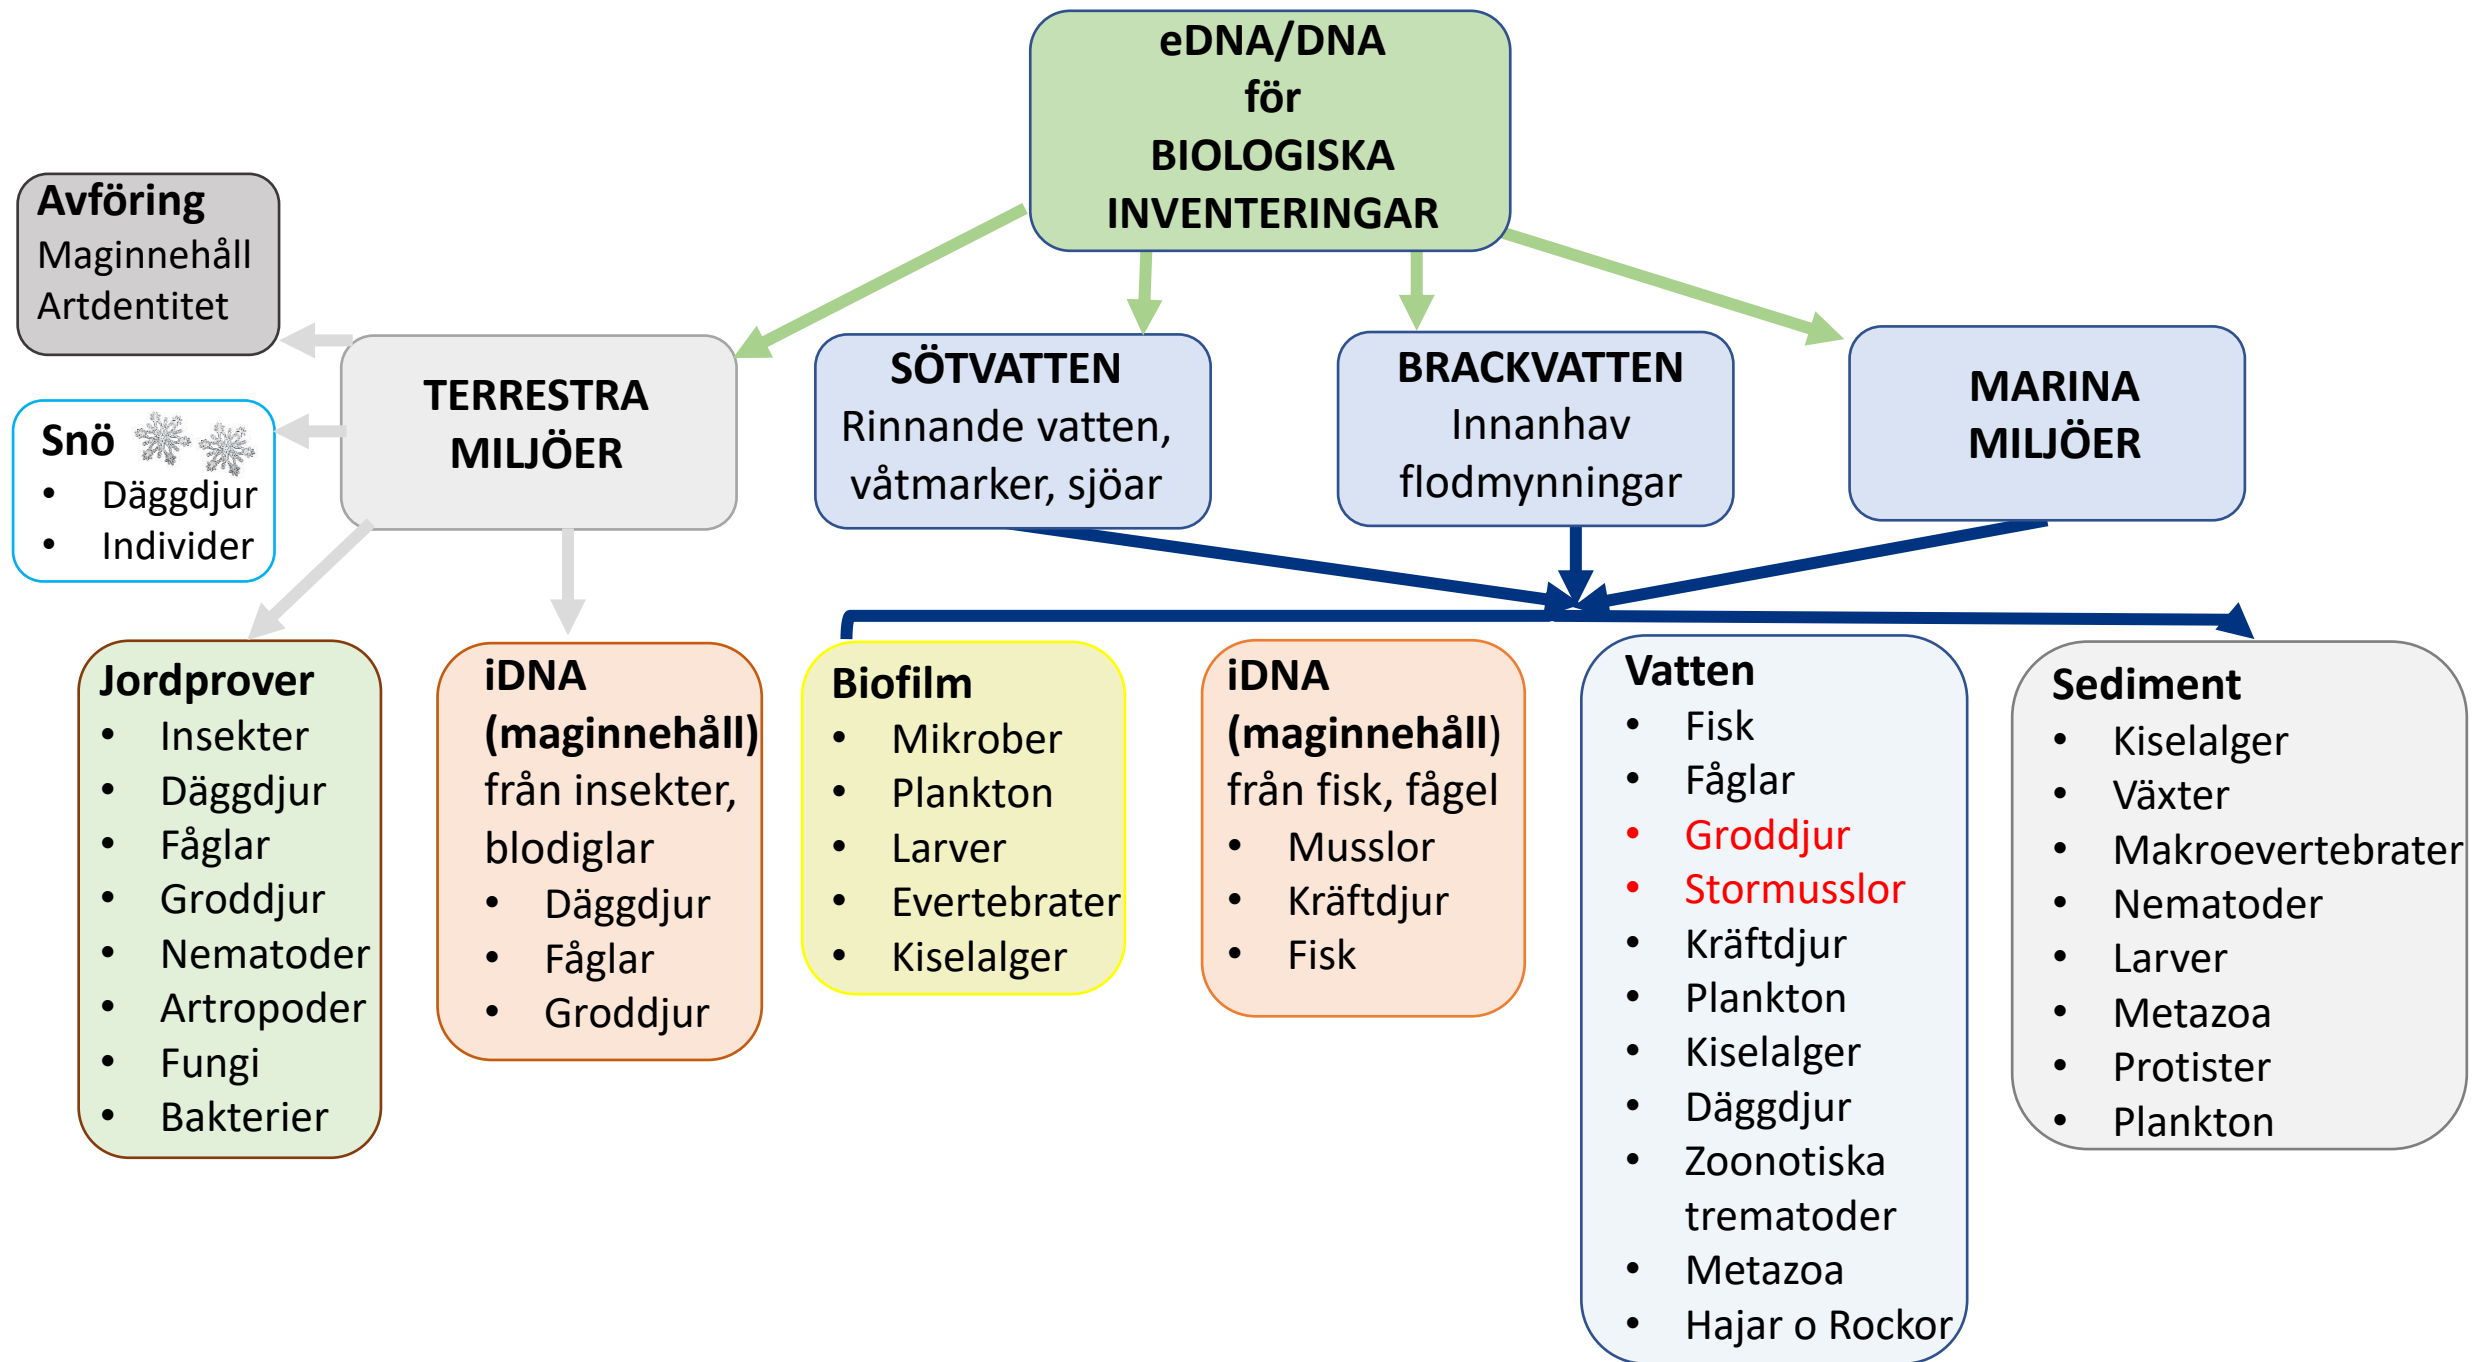 eDNA/DNA
för
BIOLOGISKA
INVENTERINGAR
Avföring
Maginnehåll
Artdentitet
Snö
• Däggdjur
• Individer
TERRESTRA
MILJÖER
SÖTVATTEN
Rinnande vatten,
våtmarker, sjöar
BRACKVATTEN
Innanhav
flodmynningar
MARINA
MILJÖER
Jordprover
• Insekter
• Däggdjur
• Fåglar
• Groddjur
• Nematoder
• Artropoder
• Fungi
• Bakterier
iDNA
(maginnehåll)
från insekter,
blodiglar
• Däggdjur
• Fåglar
• Groddjur
Biofilm
• Mikrober
• Plankton
• Larver
• Evertebrater
• Kiselalger
iDNA
(maginnehåll)
från fisk, fågel
• Musslor
• Kräftdjur
• Fisk
Vatten
• Fisk
• Fåglar
• Groddjur
• Stormusslor
• Kräftdjur
• Plankton
• Kiselalger
• Däggdjur
• Zoonotiska
trematoder
• Metazoa
• Hajar o Rockor
Sediment
• Kiselalger
• Växter
• Makroevertebrater
• Nematoder
• Larver
• Metazoa
• Protister
• Plankton